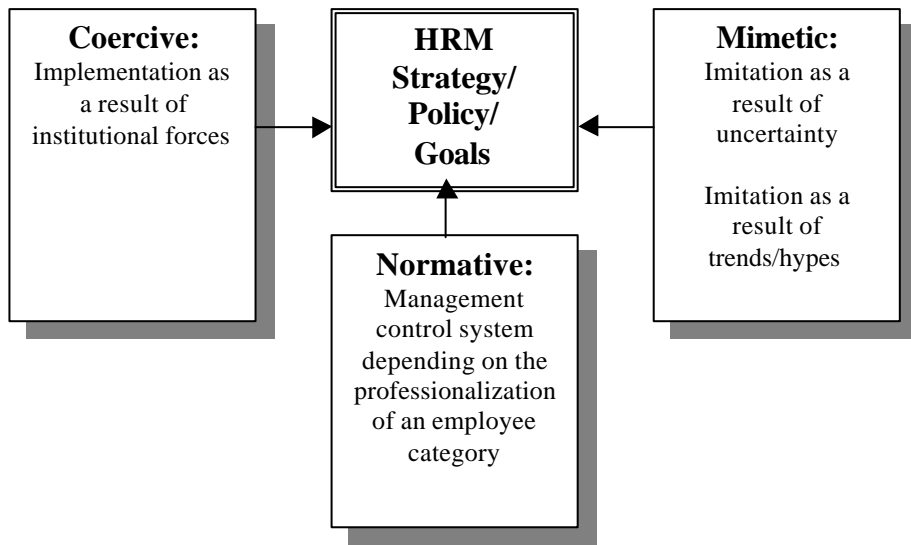 Coercive:
Implementation as
a result of
institutional forces
HRM
Strategy/
Policy/
Goals
Mimetic:
Imitation as a
result of
uncertainty
Imitation as a
result of
trends/hypes
Normative:
Management
control system
depending on the
professionalization
of an employee
category